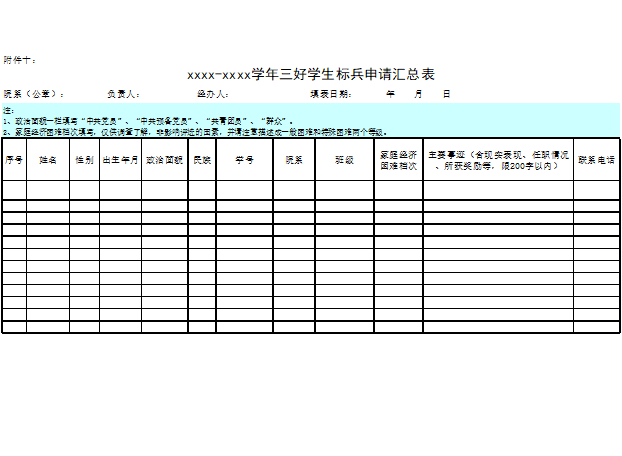 附件十：
xxxx-xxxx学年三好学生标兵申请汇总表
院系（公章）： 负责人： 经办人： 填表日期： 年 月 日
注：
1、政治面貌一栏填写“中共党员”、“中共预备党员”、“共青团员”、“群众”。
2、家庭经济困难档次填写，仅供调查了解，非影响评选的因素，并请注意描述成一般困难和特殊困难两个等级。
序号 姓名 性别 出生年月 政治面貌 民族 学号 院系 班级 家庭经济 主要事迹（含现实表现、任职情况 联系电话
困难档次 、所获奖励等，限200字以内）